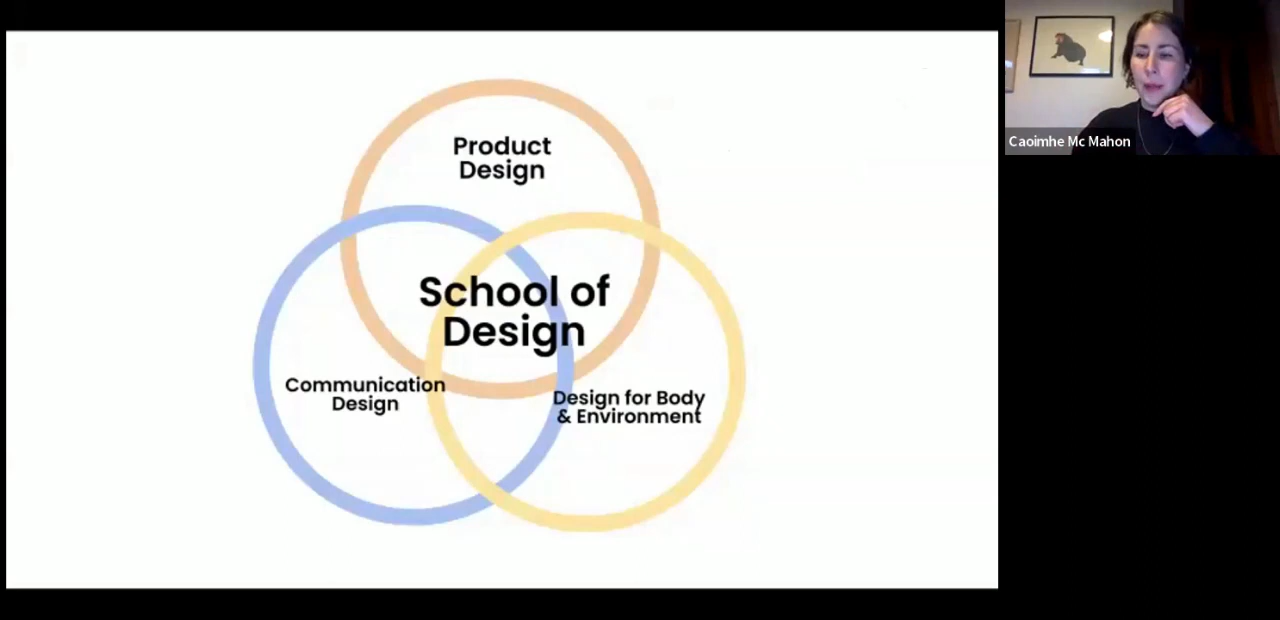 Product
Design
School of
Design
Communication
Design
Design for Body
& Environment
Caoimhe Mc Mahon